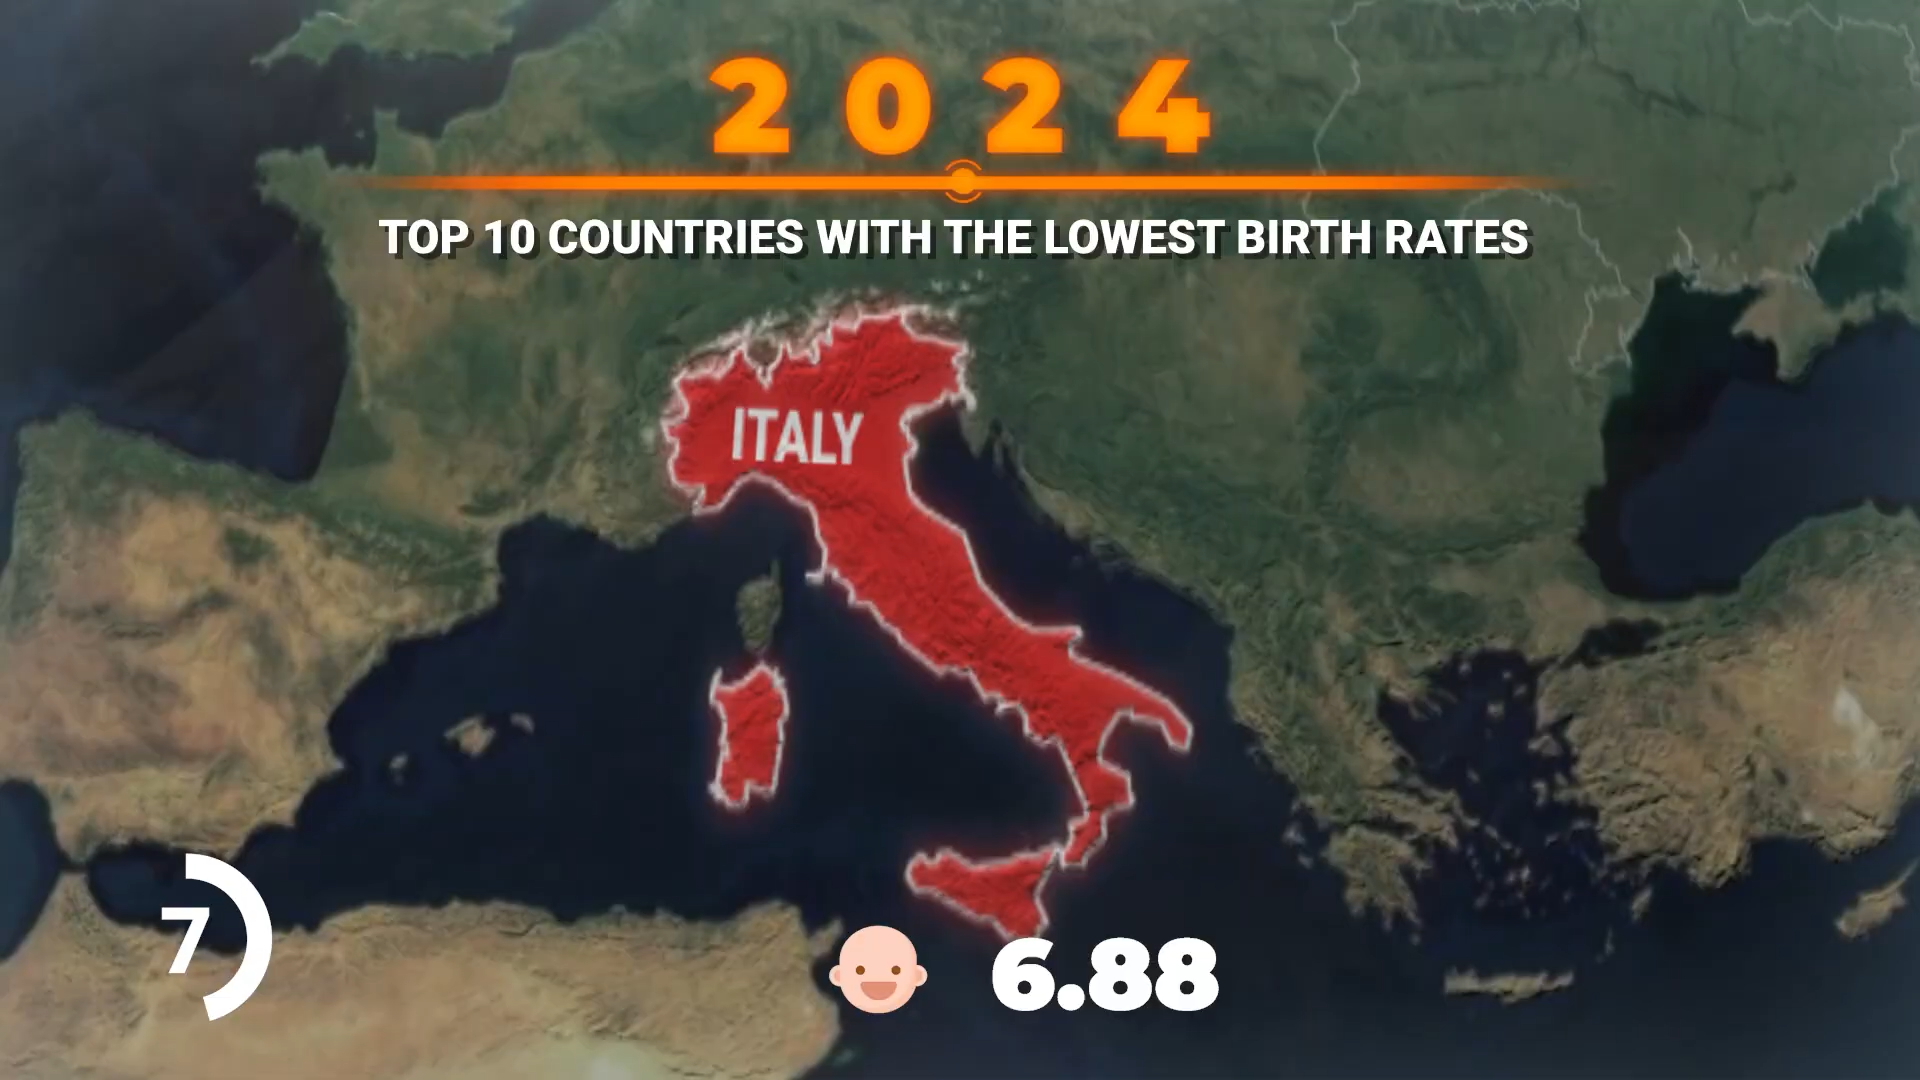 2024
TOP 10 COUNTRIES WITH THE LOWEST BIRTH RATES
ITALY
7
6.88